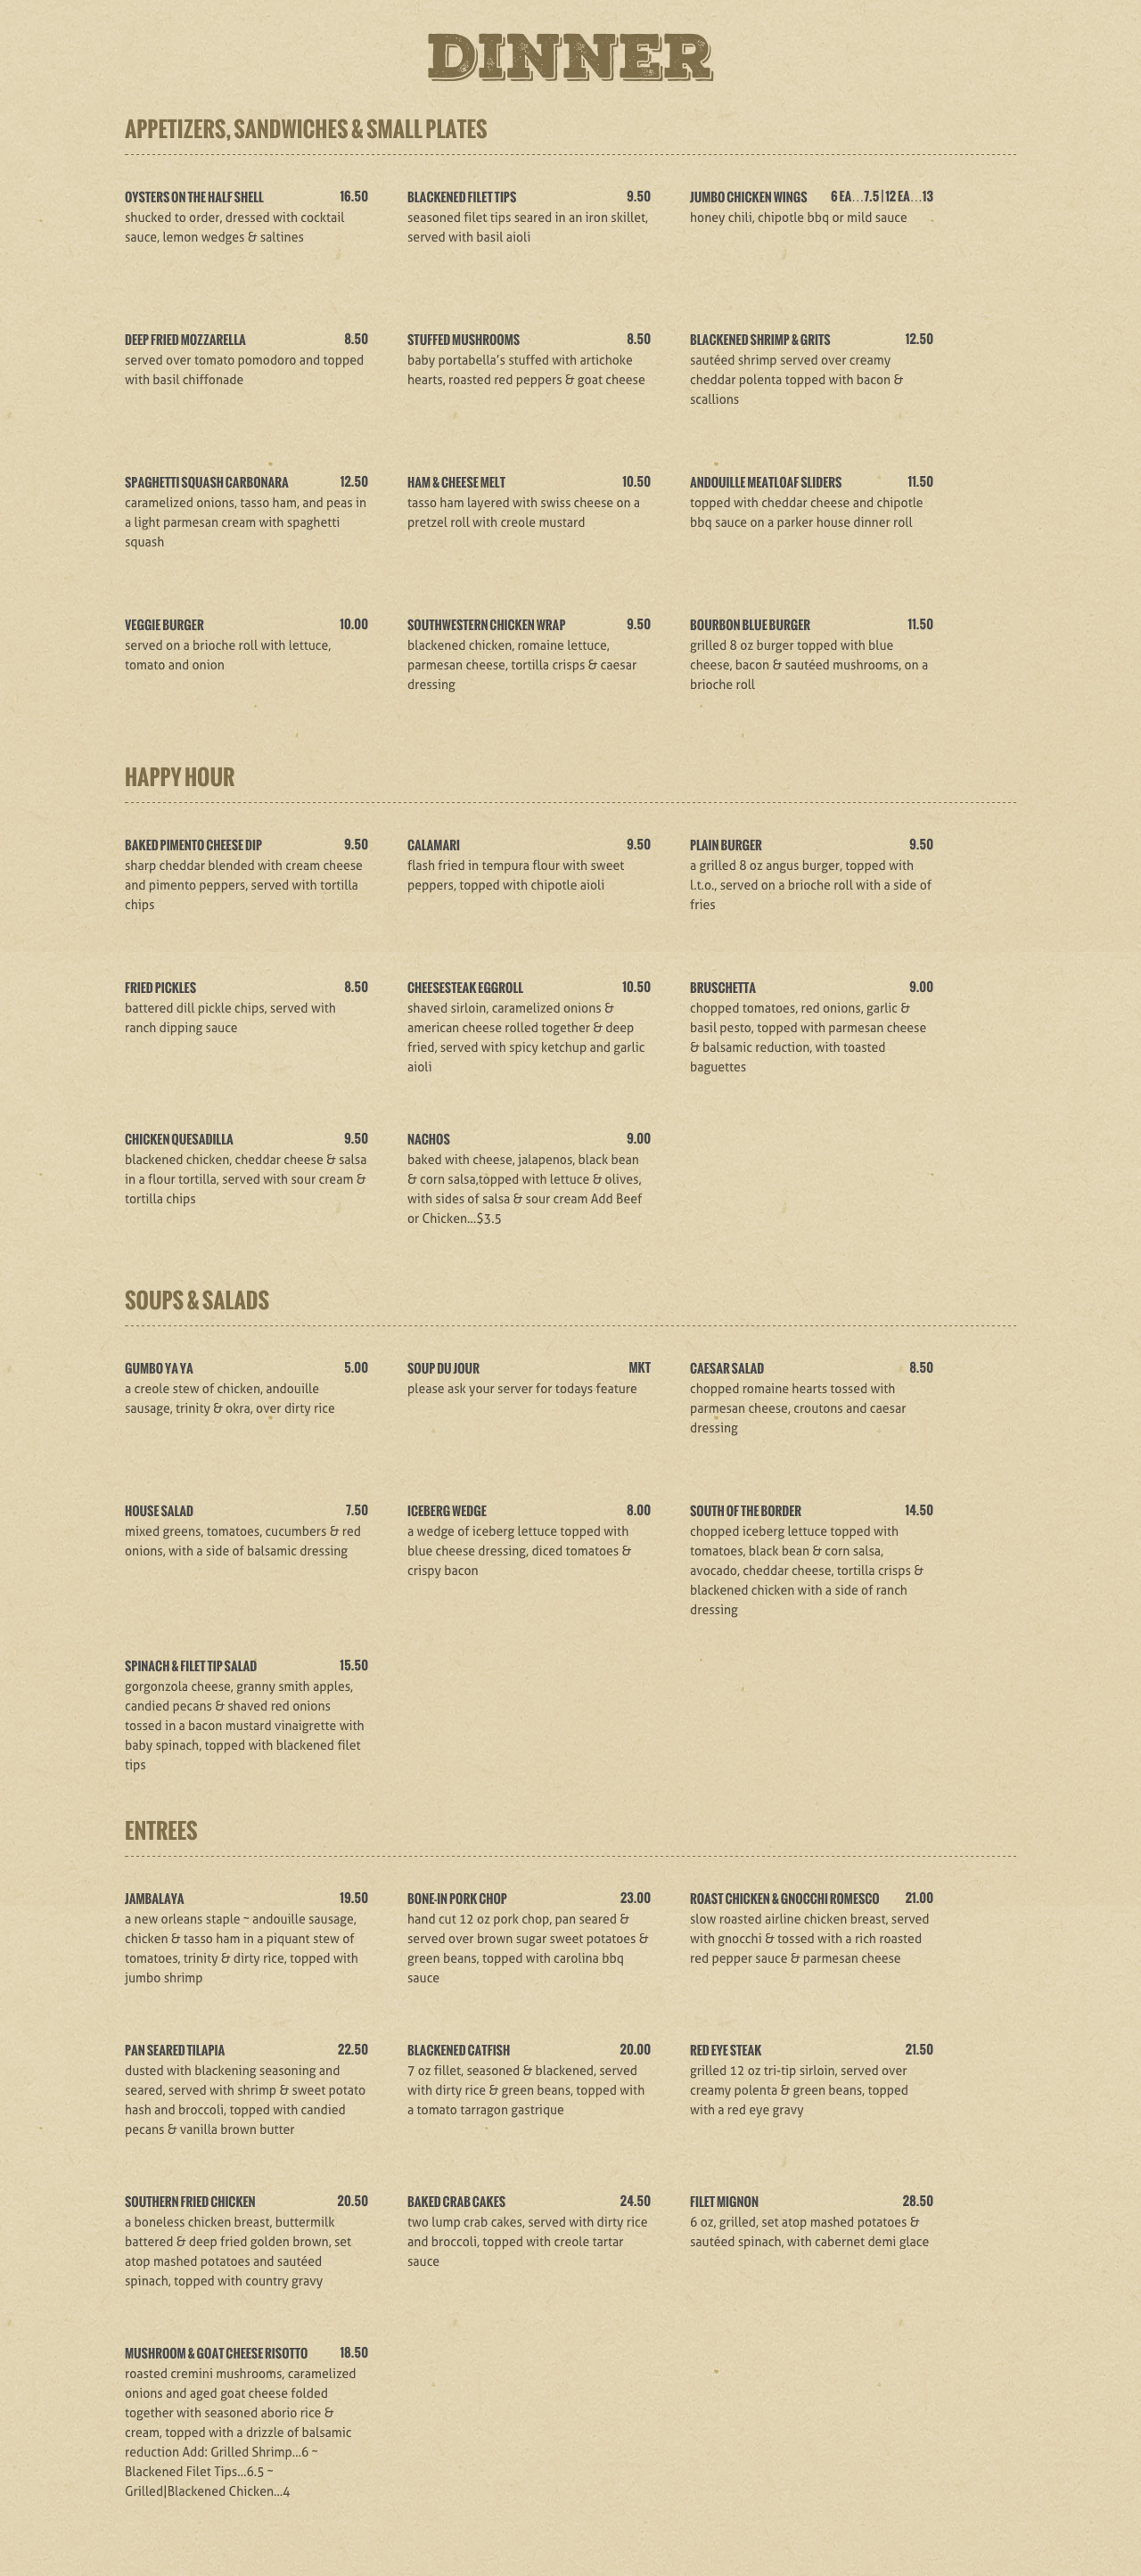 DINNER
APPETIZERS, SANDWICHES & SMALL PLATES
OYSTERS ON THE HALF SHELL 16.50
shucked to order, dressed with cocktail
sauce, lemon wedges & saltines
BLACKENED FILET TIPS 9.50
seasoned filet tips seared in an iron skillet,
served with basil aioli
JUMBO CHICKEN WINGS 6 EA…7.5 | 12 EA…13
honey chili, chipotle bbq or mild sauce
DEEP FRIED MOZZARELLA 8.50
served over tomato pomodoro and topped
with basil chiffonade
STUFFED MUSHROOMS 8.50
baby portabella's stuffed with artichoke
hearts, roasted red peppers & goat cheese
BLACKENED SHRIMP & GRITS 12.50
sautéed shrimp served over creamy
cheddar polenta topped with bacon &
scallions
SPAGHETTI SQUASH CARBONARA 12.50
caramelized onions, tasso ham, and peas in
a light parmesan cream with spaghetti
squash
HAM & CHEESE MELT 10.50
tasso ham layered with swiss cheese on a
pretzel roll with creole mustard
ANDOUILLE MEATLOAF SLIDERS 11.50
topped with cheddar cheese and chipotle
bbq sauce on a parker house dinner roll
VEGGIE BURGER 10.00
served on a brioche roll with lettuce,
tomato and onion
SOUTHWESTERN CHICKEN WRAP 9.50
blackened chicken, romaine lettuce,
parmesan cheese, tortilla crisps & caesar
dressing
BOURBON BLUE BURGER 11.50
grilled 8 oz burger topped with blue
cheese, bacon & sautéed mushrooms, on a
brioche roll
HAPPY HOUR
BAKED PIMENTO CHEESE DIP 9.50
sharp cheddar blended with cream cheese
and pimento peppers, served with tortilla
chips
CALAMARI 9.50
flash fried in tempura flour with sweet
peppers, topped with chipotle aioli
PLAIN BURGER 9.50
a grilled 8 oz angus burger, topped with
l.t.o., served on a brioche roll with a side of
fries
FRIED PICKLES 8.50
battered dill pickle chips, served with
ranch dipping sauce
CHEESESTEAK EGGROLL 10.50
shaved sirloin, caramelized onions &
american cheese rolled together & deep
fried, served with spicy ketchup and garlic
aioli
BRUSCHETTA 9.00
chopped tomatoes, red onions, garlic &
basil pesto, topped with parmesan cheese
& balsamic reduction, with toasted
baguettes
CHICKEN QUESADILLA 9.50
blackened chicken, cheddar cheese & salsa
in a flour tortilla, served with sour cream &
tortilla chips
NACHOS 9.00
baked with cheese, jalapenos, black bean
& corn salsa,topped with lettuce & olives,
with sides of salsa & sour cream Add Beef
or Chicken…$3.5
SOUPS & SALADS
GUMBO YA YA 5.00
a creole stew of chicken, andouille
sausage, trinity & okra, over dirty rice
SOUP DU JOUR MKT
please ask your server for todays feature
CAESAR SALAD 8.50
chopped romaine hearts tossed with
parmesan cheese, croutons and caesar
dressing
HOUSE SALAD 7.50
mixed greens, tomatoes, cucumbers & red
onions, with a side of balsamic dressing
ICEBERG WEDGE 8.00
a wedge of iceberg lettuce topped with
blue cheese dressing, diced tomatoes &
crispy bacon
SOUTH OF THE BORDER 14.50
chopped iceberg lettuce topped with
tomatoes, black bean & corn salsa,
avocado, cheddar cheese, tortilla crisps &
blackened chicken with a side of ranch
dressing
SPINACH & FILET TIP SALAD 15.50
gorgonzola cheese, granny smith apples,
candied pecans & shaved red onions
tossed in a bacon mustard vinaigrette with
baby spinach, topped with blackened filet
tips
ENTREES
JAMBALAYA 19.50
a new orleans staple ~ andouille sausage,
chicken & tasso ham in a piquant stew of
tomatoes, trinity & dirty rice, topped with
jumbo shrimp
BONE-IN PORK CHOP 23.00
hand cut 12 oz pork chop, pan seared &
served over brown sugar sweet potatoes &
green beans, topped with carolina bbq
sauce
ROAST CHICKEN & GNOCCHI ROMESCO 21.00
slow roasted airline chicken breast, served
with gnocchi & tossed with a rich roasted
red pepper sauce & parmesan cheese
PAN SEARED TILAPIA 22.50
dusted with blackening seasoning and
seared, served with shrimp & sweet potato
hash and broccoli, topped with candied
pecans & vanilla brown butter
BLACKENED CATFISH 20.00
7 oz fillet, seasoned & blackened, served
with dirty rice & green beans, topped with
a tomato tarragon gastrique
RED EYE STEAK 21.50
grilled 12 oz tri-tip sirloin, served over
creamy polenta & green beans, topped
with a red eye gravy
SOUTHERN FRIED CHICKEN 20.50
a boneless chicken breast, buttermilk
battered & deep fried golden brown, set
atop mashed potatoes and sautéed
spinach, topped with country gravy
BAKED CRAB CAKES 24.50
two lump crab cakes, served with dirty rice
and broccoli, topped with creole tartar
sauce
FILET MIGNON 28.50
6 oz, grilled, set atop mashed potatoes &
sautéed spinach, with cabernet demi glace
MUSHROOM & GOAT CHEESE RISOTTO 18.50
roasted cremini mushrooms, caramelized
onions and aged goat cheese folded
together with seasoned aborio rice &
cream, topped with a drizzle of balsamic
reduction Add: Grilled Shrimp…6 ~
Blackened Filet Tips…6.5 ~
Grilled|Blackened Chicken…4